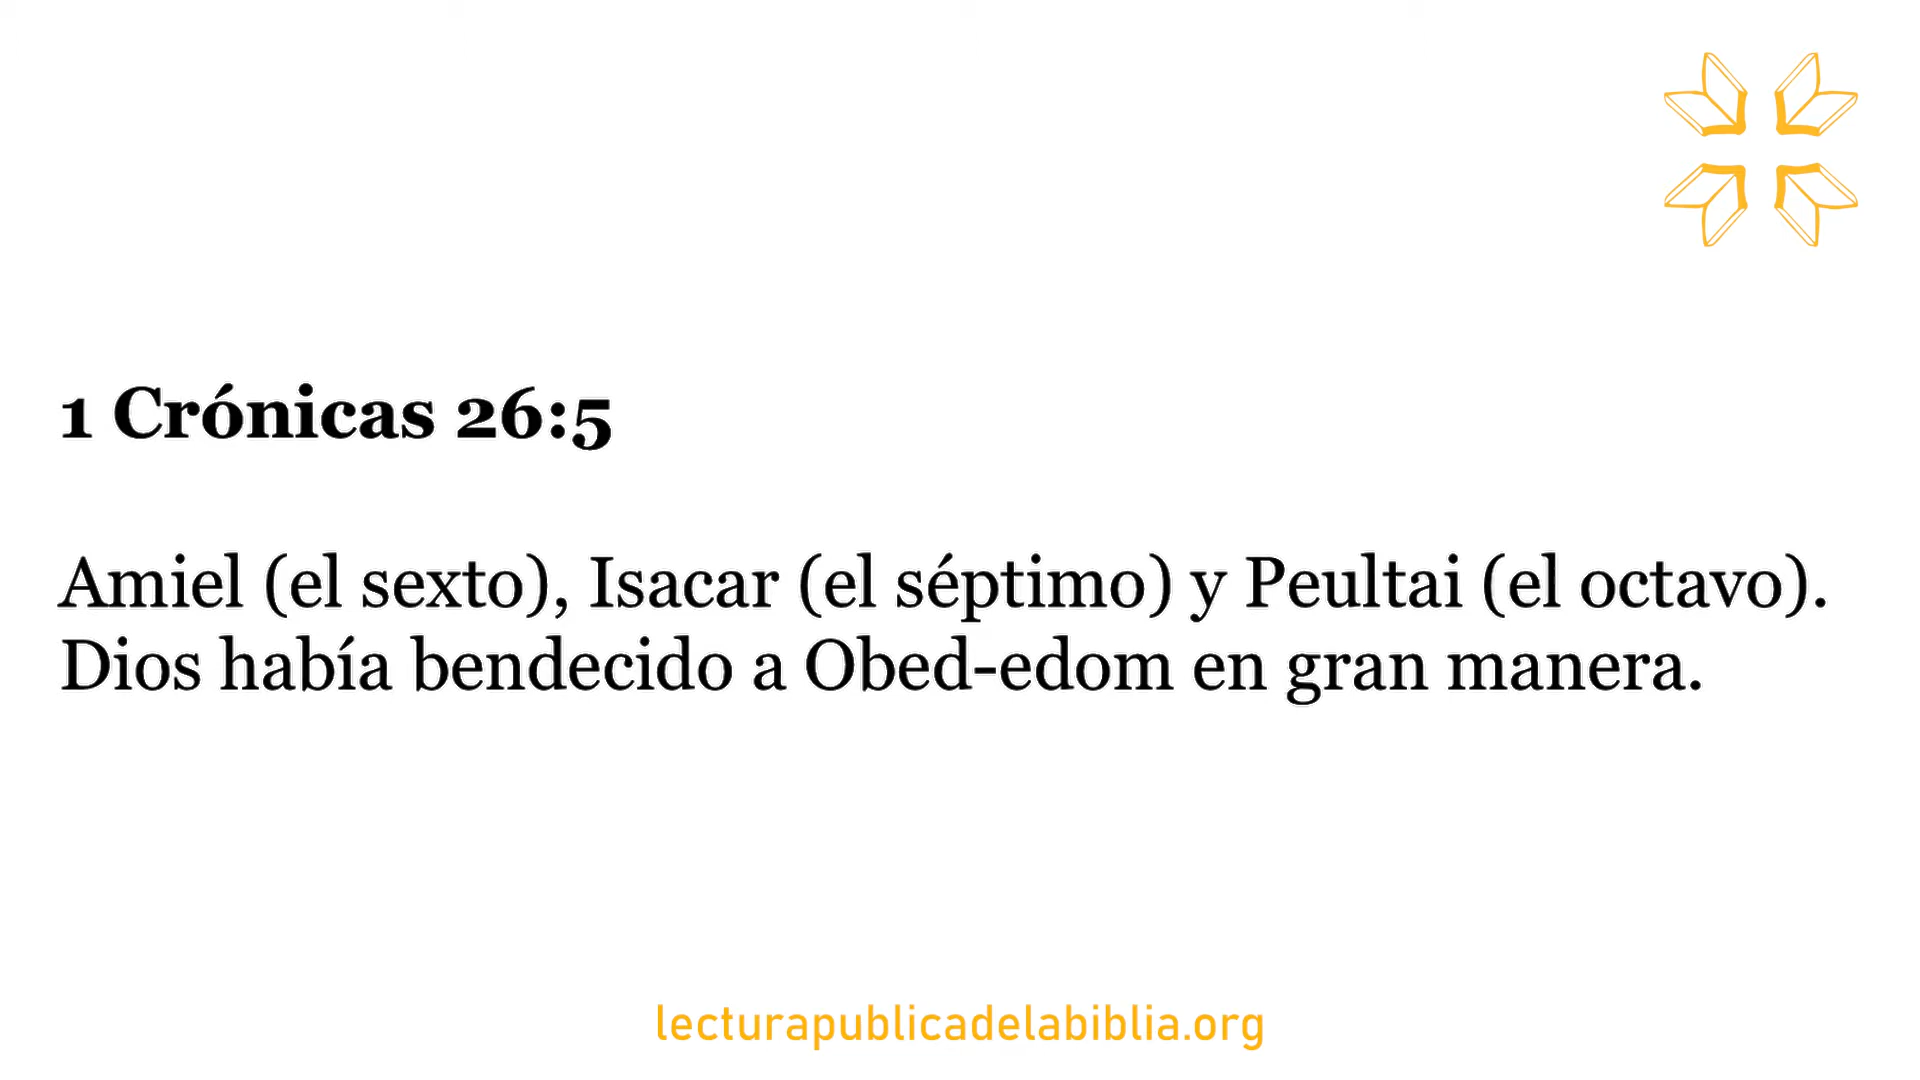 1 Crónicas 26:5
Amiel (el sexto), Isacar (el séptimo) y Peultai (el octavo).
Dios había bendecido a Obed-edom en gran manera.
lecturapublicadelabiblia.org